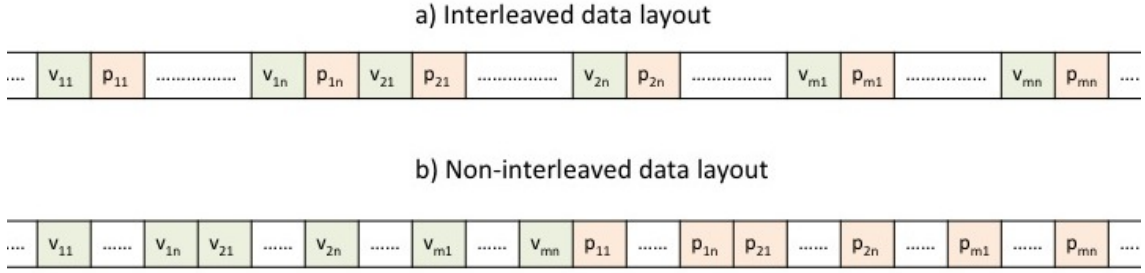 a) Interleaved data layout
.... v11 p11 ................ v1n p1n v21 p21 ................ v2n p2n ................ vm1 pm1 ................ vmn pmn ....
b) Non-interleaved data layout
.... v11 ...... v1n v21 ...... v2n ...... vm1 ...... vmn p11 ...... p1n p21 ...... p2n ...... pm1 ...... pmn ....